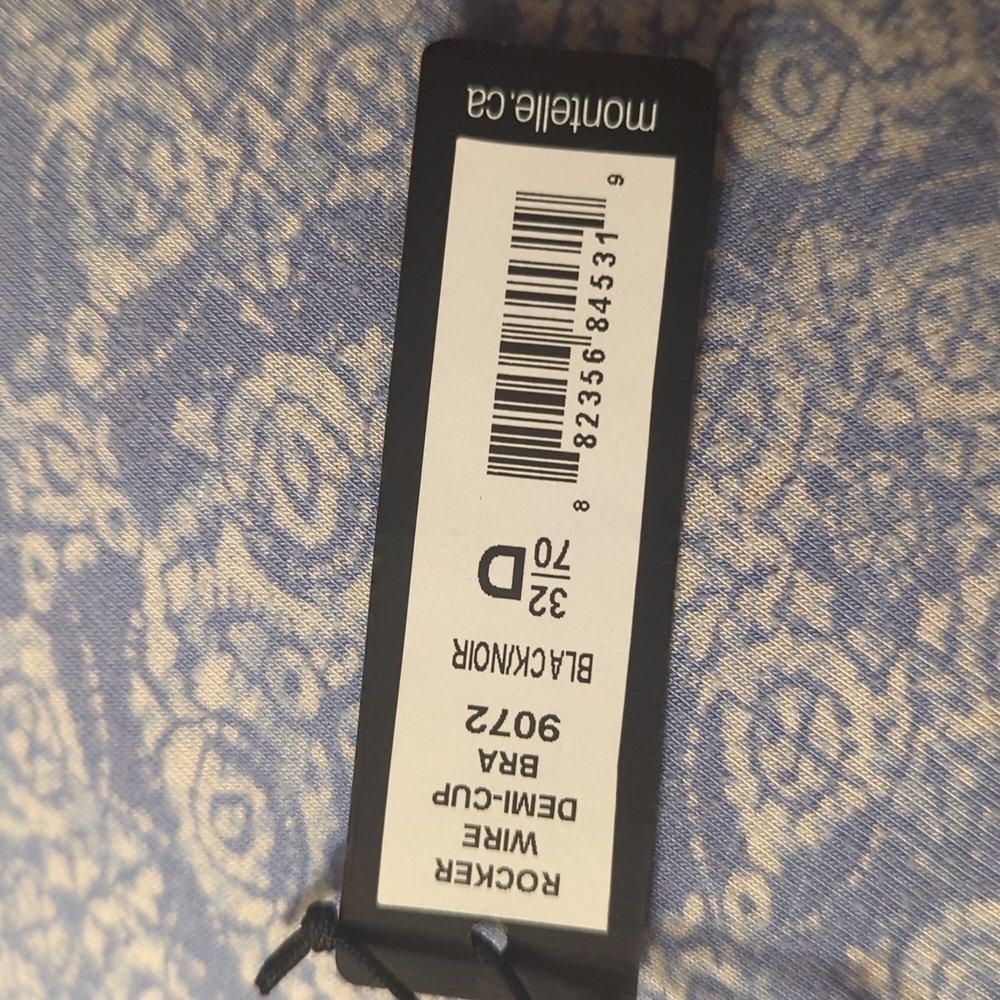 ROCKER
WIRE
DEMI-CUP
BRA
9072
BLACK/NOIR
32
70
D
8 82356 84531 9
montelle.ca